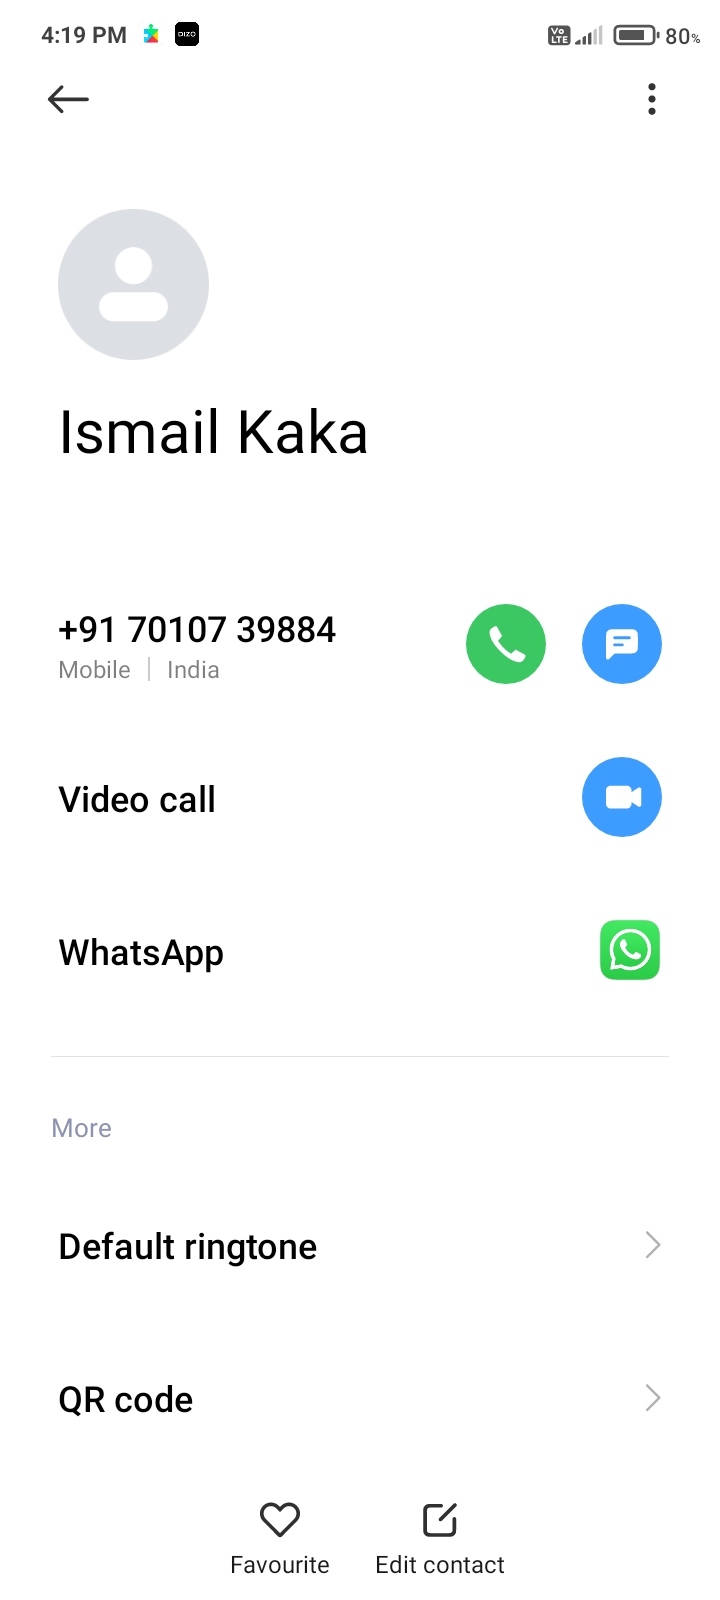 4:19 PM DIZO Vo LTE 80%
Ismail Kaka
+91 70107 39884
Mobile | India
Video call
WhatsApp
More
Default ringtone
QR code
Favourite Edit contact